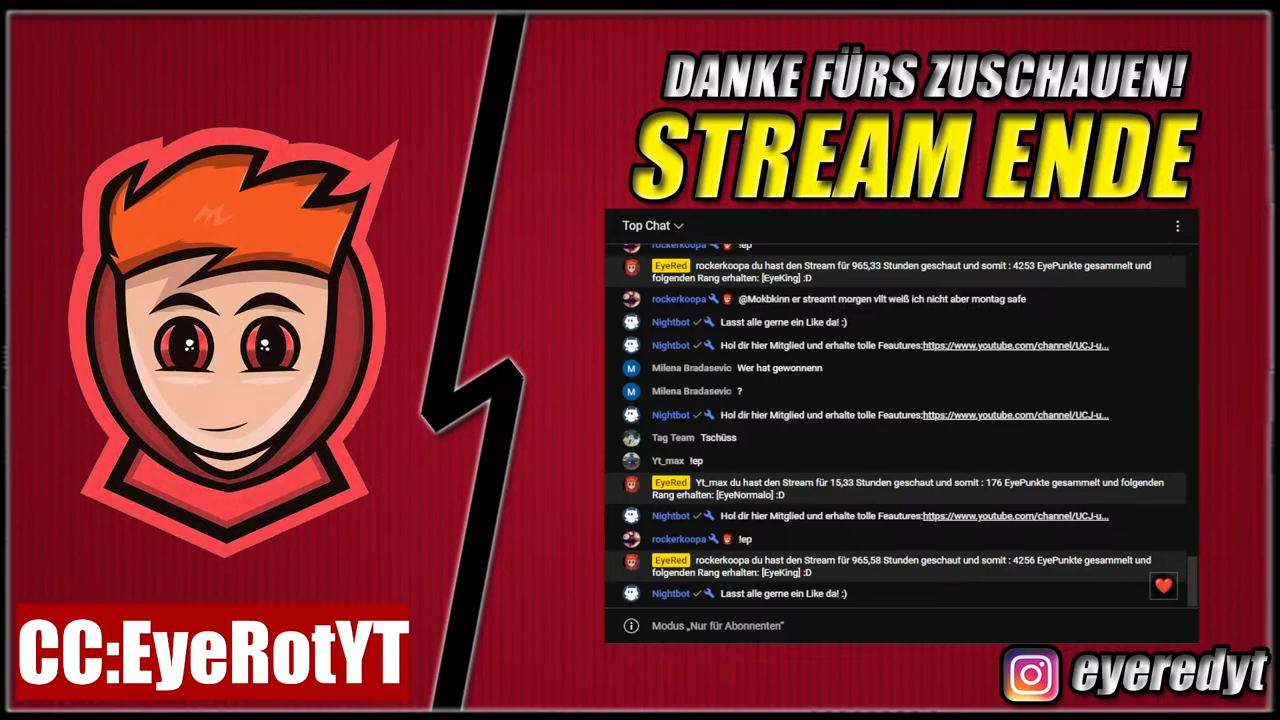 DANKE FÜRS ZUSCHAUEN!
STREAM ENDE
Top Chat
rockerkoopa !ep
EyeRed rockerkoopa du hast den Stream für 965,33 Stunden geschaut und somit : 4253 EyePunkte gesammelt und
folgenden Rang erhalten: [EyeKing] :D
rockerkoopa @Mokbkinn er streamt morgen vllt weiß ich nicht aber montag safe
Nightbot Lasst alle gerne ein Like da! :)
Nightbot Hol dir hier Mitglied und erhalte tolle Feautures:https://www.youtube.com/channel/UCJ-u...
M Milena Bradasevic Wer hat gewonnenn
M Milena Bradasevic ?
Nightbot Hol dir hier Mitglied und erhalte tolle Feautures:https://www.youtube.com/channel/UCJ-u...
Tag Team Tschüss
Yt_max !ep
EyeRed Yt_max du hast den Stream für 15,33 Stunden geschaut und somit : 176 EyePunkte gesammelt und folgenden
Rang erhalten: [EyeNormalo] :D
Nightbot Hol dir hier Mitglied und erhalte tolle Feautures:https://www.youtube.com/channel/UCJ-u...
rockerkoopa !ep
EyeRed rockerkoopa du hast den Stream für 965,58 Stunden geschaut und somit : 4256 EyePunkte gesammelt und
folgenden Rang erhalten: [EyeKing] :D
Nightbot Lasst alle gerne ein Like da! :)
Modus „Nur für Abonnenten“
CC:EyeRotYT
eyeredyt